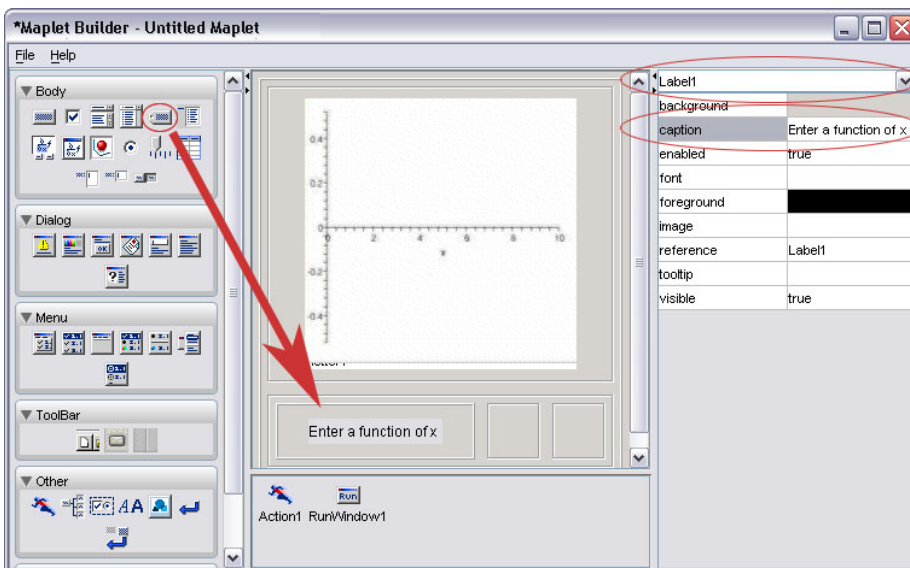 *Maplet Builder - Untitled Maplet
File Help
Body
Dialog
Menu
ToolBar
Other
0.4
0.2
0
0 2 4 6 8 10
x
-0.2
-0.4
Enter a function of x
Action1 RunWindow1
Run
Label1
background
caption Enter a function of x
enabled true
font
foreground
image
reference Label1
tooltip
visible true